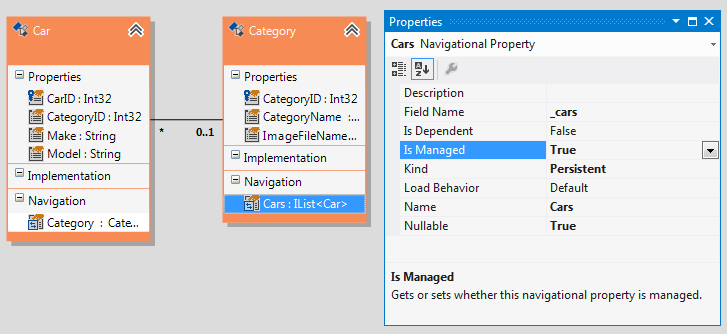 Car
Properties
CarID : Int32
CategoryID : Int32
Make : String
Model : String
Implementation
Navigation
Category : Cate...
*
0..1
Category
Properties
CategoryID : Int32
CategoryName :...
ImageFileName...
Implementation
Navigation
Cars : IList<Car>
Properties
Cars Navigational Property
Description
Field Name _cars
Is Dependent False
Is Managed True
Kind Persistent
Load Behavior Default
Name Cars
Nullable True
Is Managed
Gets or sets whether this navigational property is managed.